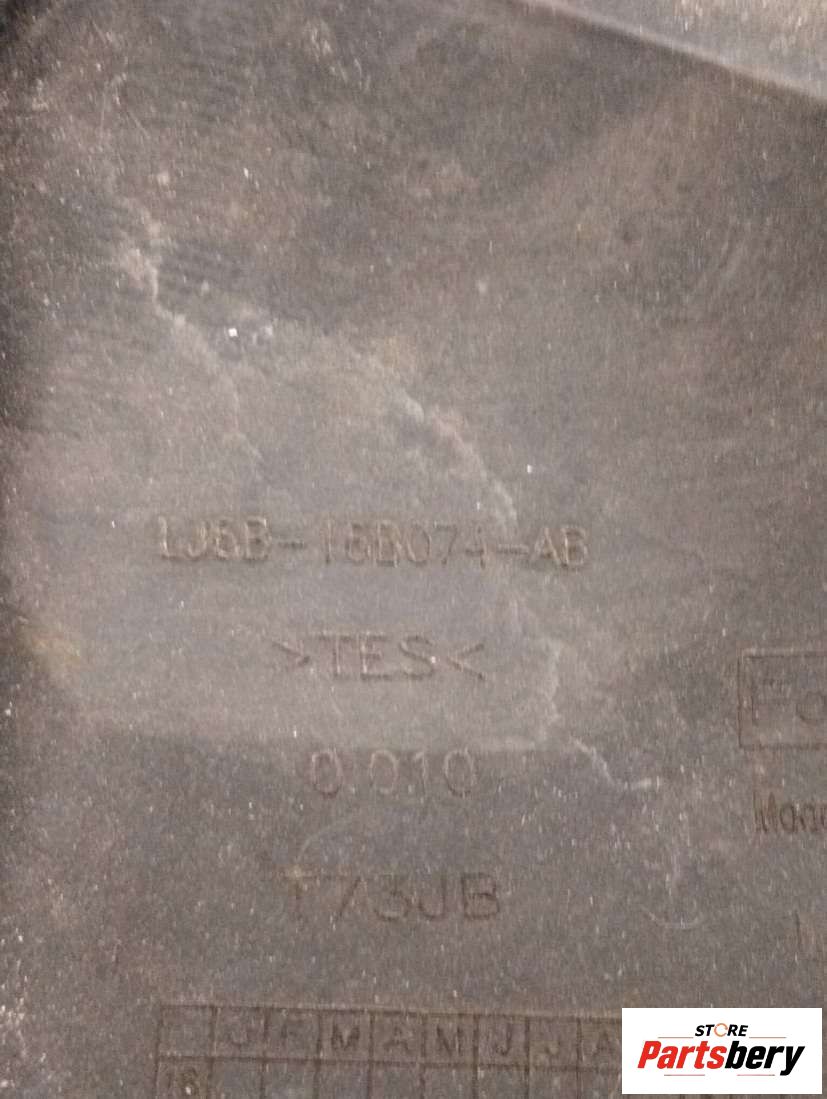 LJ6B-16B074-AB
>TES<
0.010
T73JB
J F M A M J J A
STORE
Partsbery